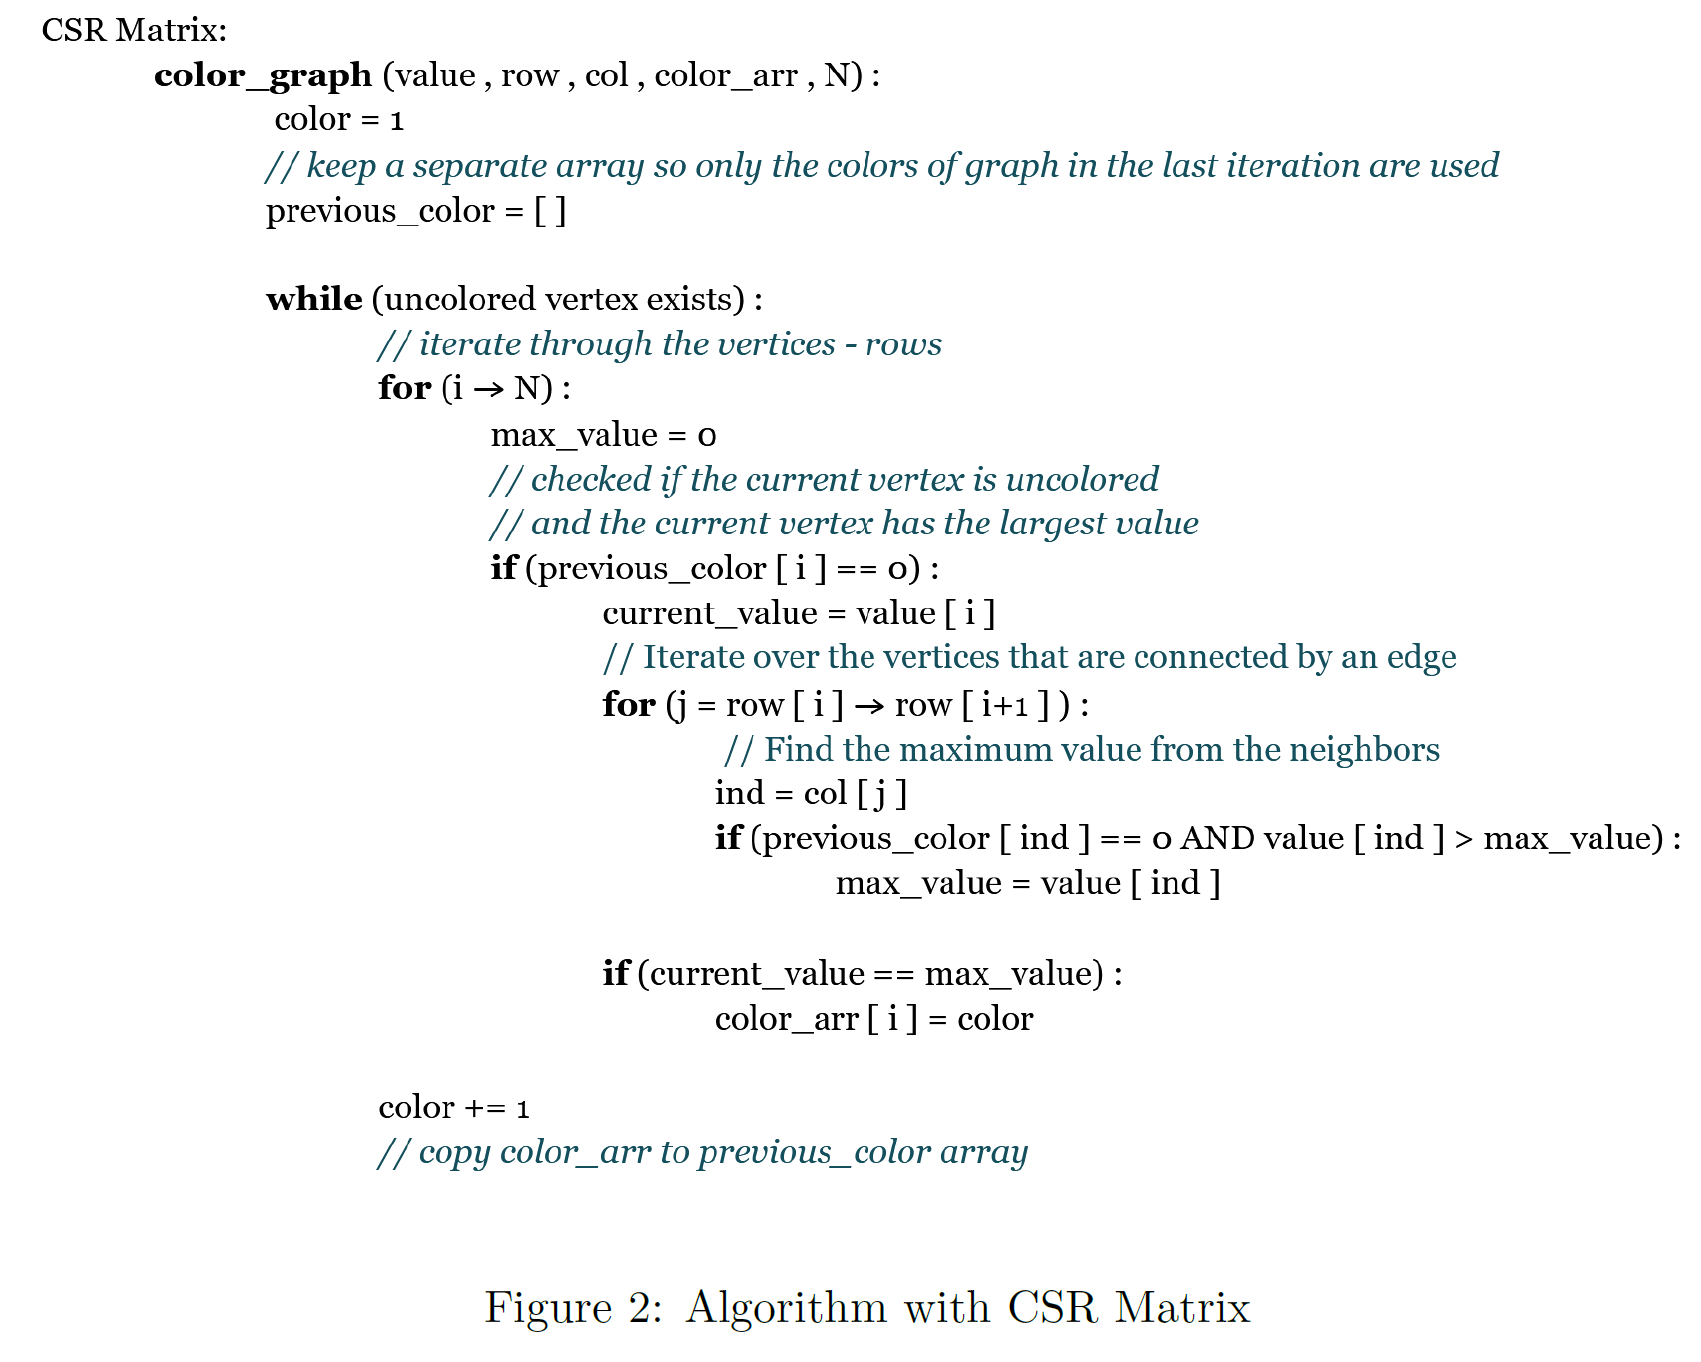 CSR Matrix:
color_graph (value , row , col , color_arr , N) :
color = 1
// keep a separate array so only the colors of graph in the last iteration are used
previous_color = [ ]
while (uncolored vertex exists) :
// iterate through the vertices - rows
for (i → N) :
max_value = 0
// checked if the current vertex is uncolored
// and the current vertex has the largest value
if (previous_color [ i ] == 0) :
current_value = value [ i ]
// Iterate over the vertices that are connected by an edge
for (j = row [ i ] → row [ i+1 ] ) :
// Find the maximum value from the neighbors
ind = col [ j ]
if (previous_color [ ind ] == 0 AND value [ ind ] > max_value) :
max_value = value [ ind ]
if (current_value == max_value) :
color_arr [ i ] = color
color += 1
// copy color_arr to previous_color array
Figure 2: Algorithm with CSR Matrix